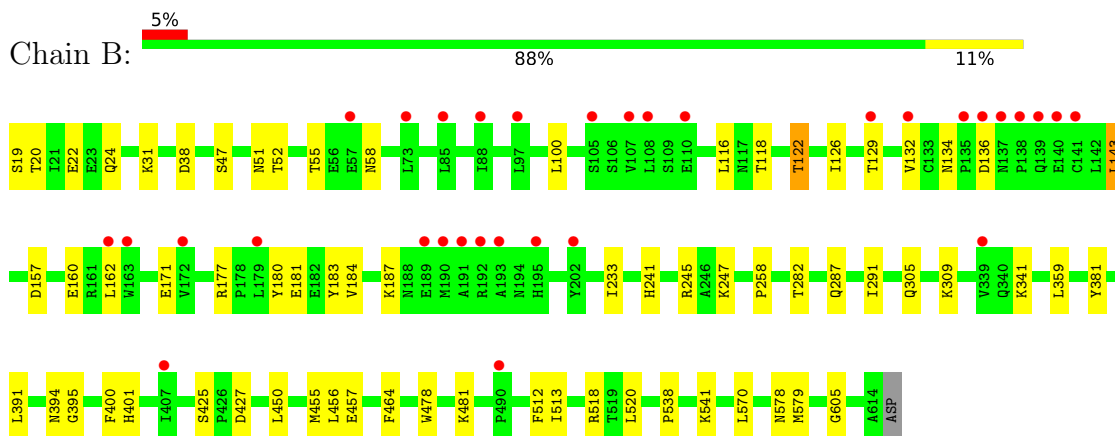 5%
Chain B:
88% 11%
S19 T20 I21 E22 E23 Q24 K31 D38 S47 N51 T52 T55 E56 E57 N58 L73 L85 I88 L97 L100 S105 S106 V107 L108 S109 E110 L116 N117 T118 T122 I126 T129 V132 C133 N134 P135 D136 N137 P138 Q139 E140 C141 L142 L143
D157 E160 R161 L162 W163 E171 V172 R177 P178 L179 Y180 E181 E182 Y183 V184 K187 N188 E189 M190 A191 R192 A193 N194 H195 Y202 I233 H241 R245 A246 K247 P258 T282 Q287 I291 Q305 K309 V339 Q340 K341 L359 Y381
L391 N394 G395 F400 H401 I407 S425 P426 D427 L450 M455 L456 E457 F464 W478 K481 P490 F512 I513 R518 T519 L520 P538 K541 L570 N578 M579 G605 A614 ASP